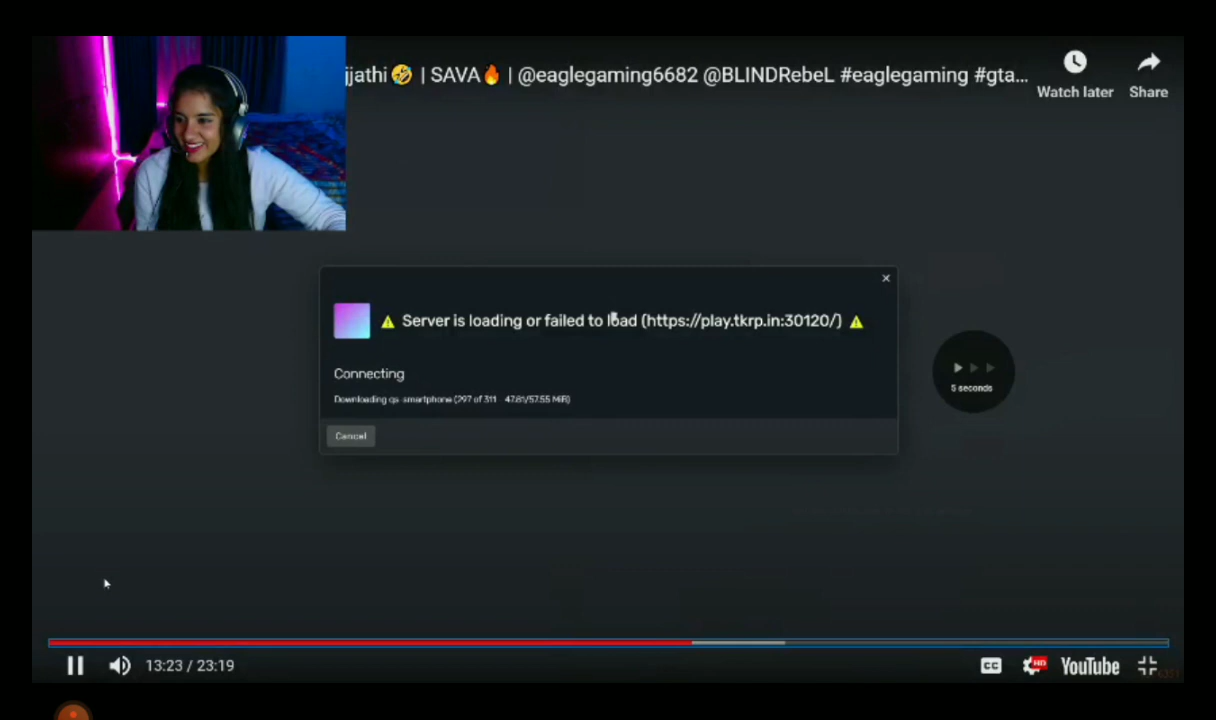 jjathi🤣 | SAVA🔥 | @eaglegaming6682 @BLINDRebeL #eaglegaming #gta...
Watch later
Share
⚠ Server is loading or failed to load (https://play.tkrp.in:30120/) ⚠
Connecting
Downloading qs-smartphone (297 of 311 - 47.81/57.55 MiB)
5 seconds
Cancel
13:23 / 23:19
CC
HD
YouTube